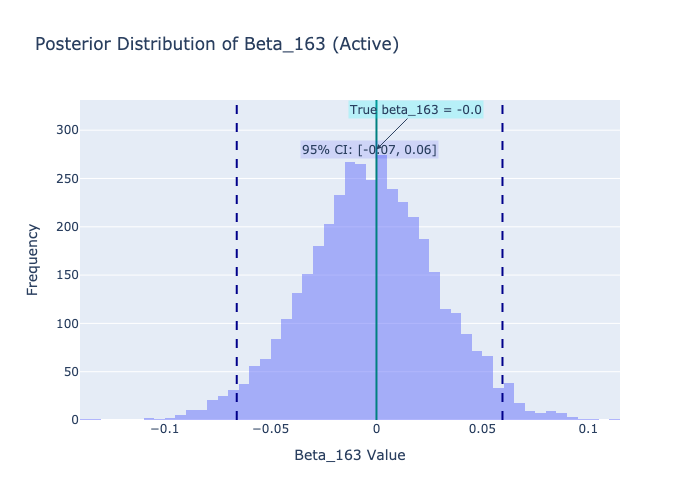 Posterior Distribution of Beta_163 (Active)
True beta_163 = -0.0
95% CI: [-0.07, 0.06]
300
250
200
150
100
50
0
Frequency
−0.1
−0.05
0
0.05
0.1
Beta_163 Value